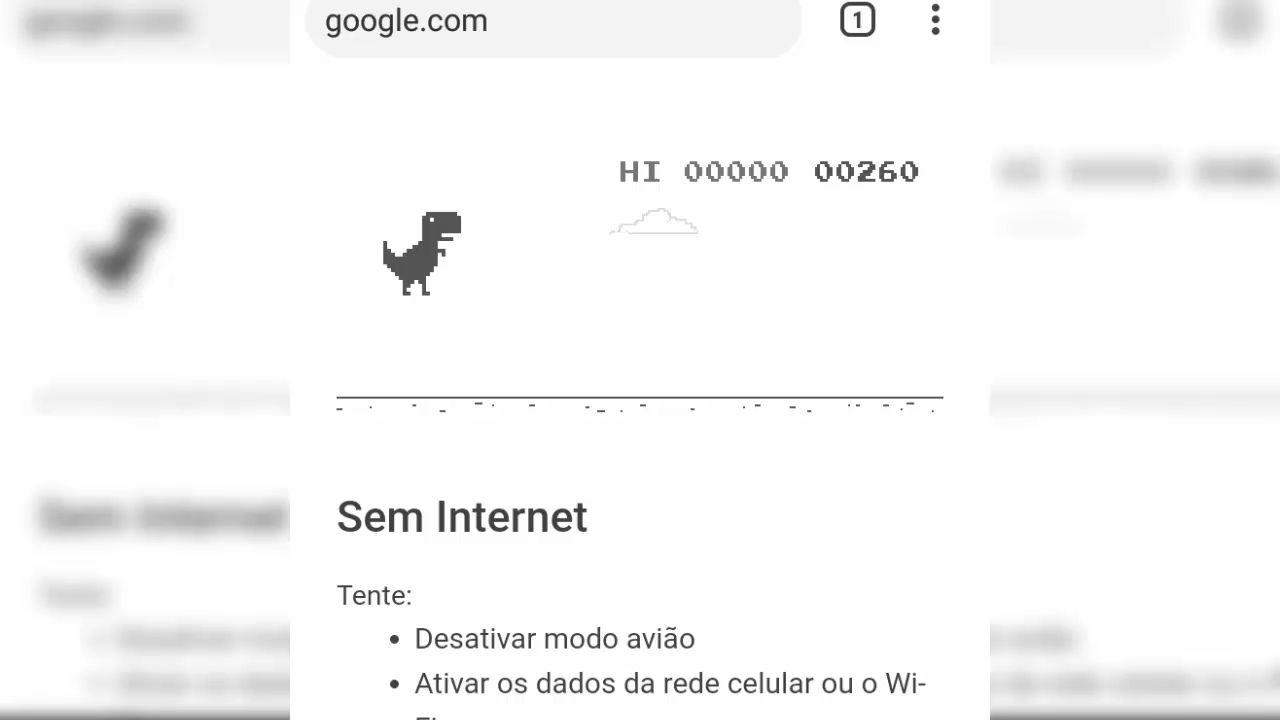 google.com
1
HI 00000 00260
Sem Internet
Tente:
• Desativar modo avião
• Ativar os dados da rede celular ou o Wi-